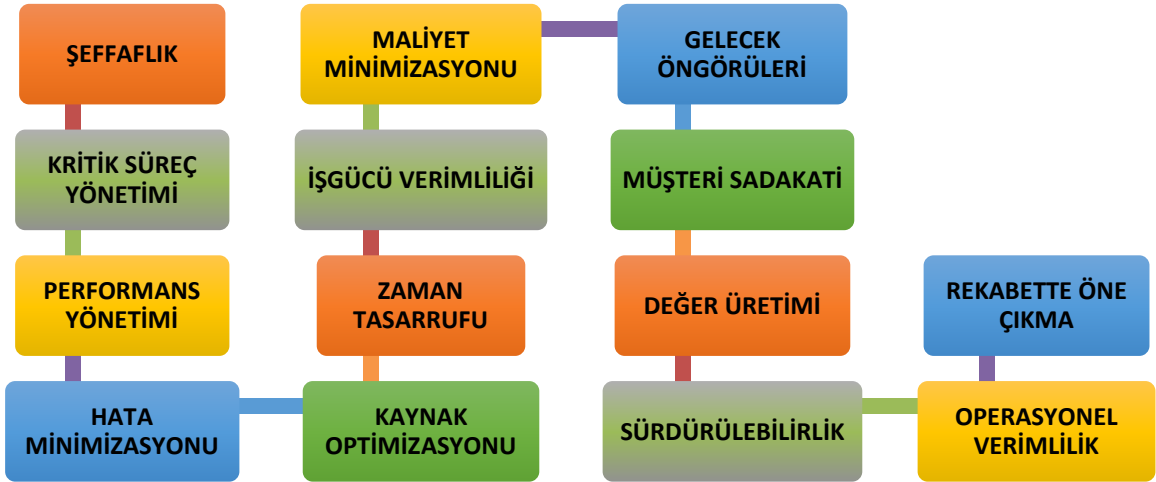 ŞEFFAFLIK
KRİTİK SÜREÇ
YÖNETİMİ
PERFORMANS
YÖNETİMİ
HATA
MİNİMİZASYONU
KAYNAK
OPTİMİZASYONU
ZAMAN
TASARRUFU
İŞGÜCÜ VERİMLİLİĞİ
MALİYET
MİNİMİZASYONU
GELECEK
ÖNGÖRÜLERİ
MÜŞTERİ SADAKATİ
DEĞER ÜRETİMİ
SÜRDÜRÜLEBİLİRLİK
OPERASYONEL
VERİMLİLİK
REKABETTE ÖNE
ÇIKMA